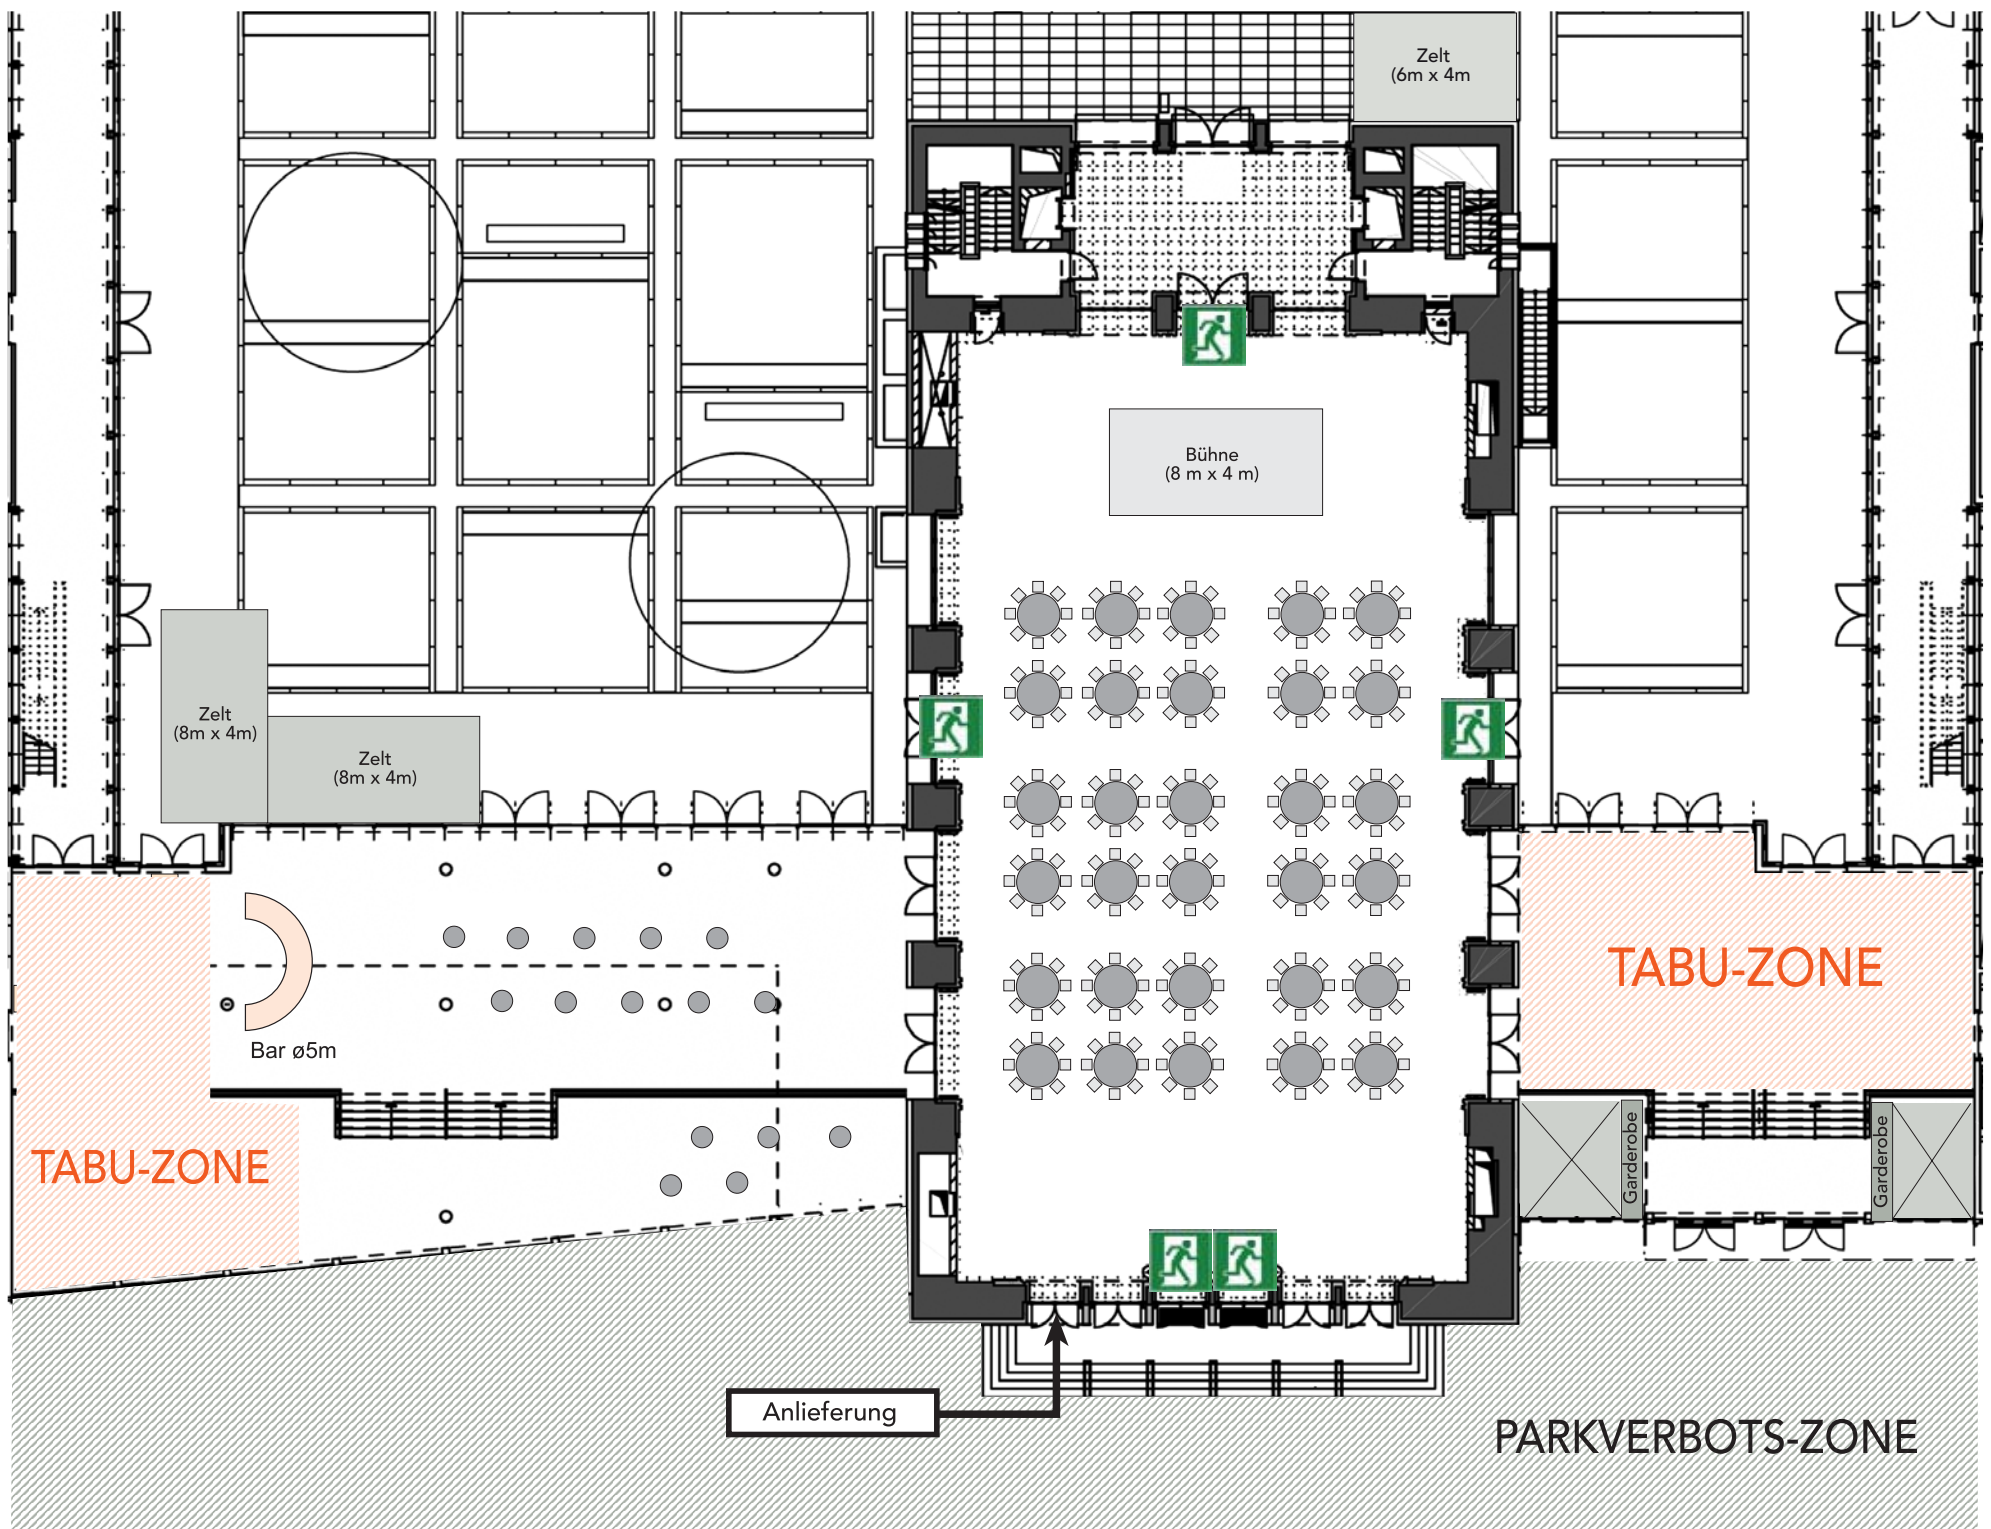 Zelt
(6m x 4m
Bühne
(8 m x 4 m)
Zelt
(8m x 4m)
Zelt
(8m x 4m)
TABU-ZONE
Bar ø5m
TABU-ZONE
Garderobe
Garderobe
Anlieferung
PARKVERBOTS-ZONE